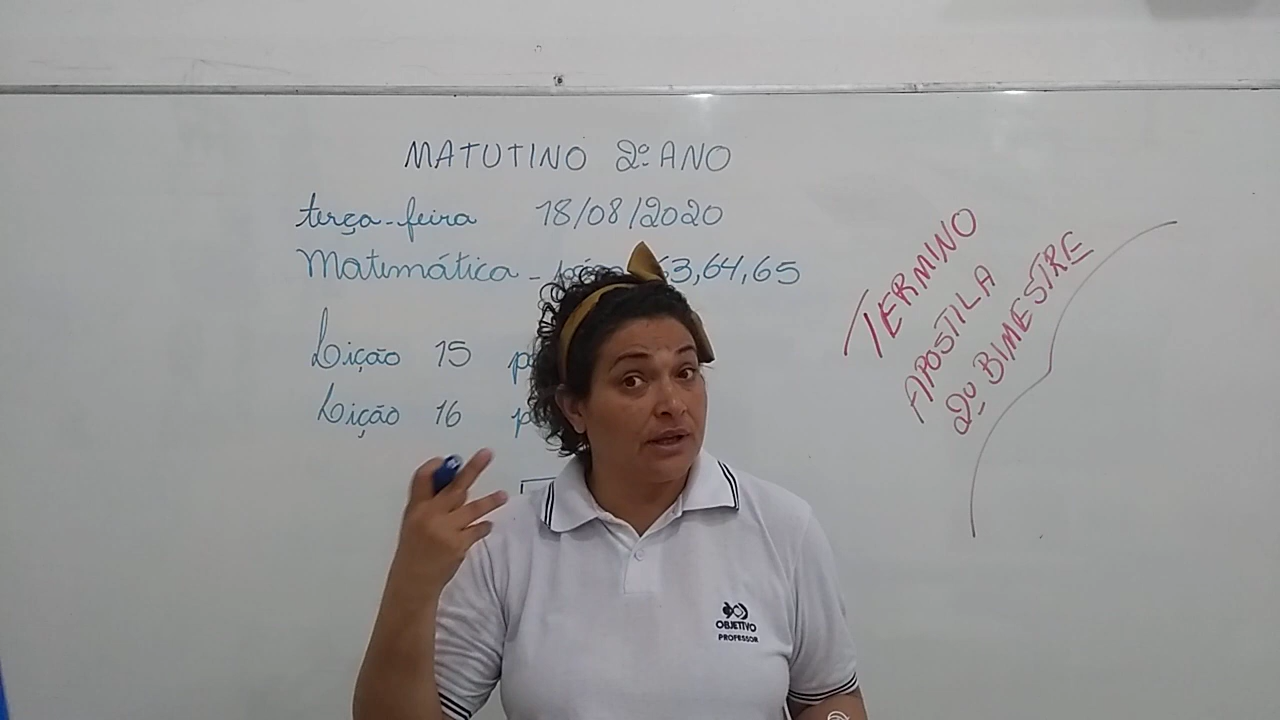 MATUTINO 2º ANO
terça-feira 18/08/2020
Matemática - 63,64,65
Lição 15
Lição 16
TERMINO
APOSTILA
2º BIMESTRE
OBJETIVO
PROFESSOR